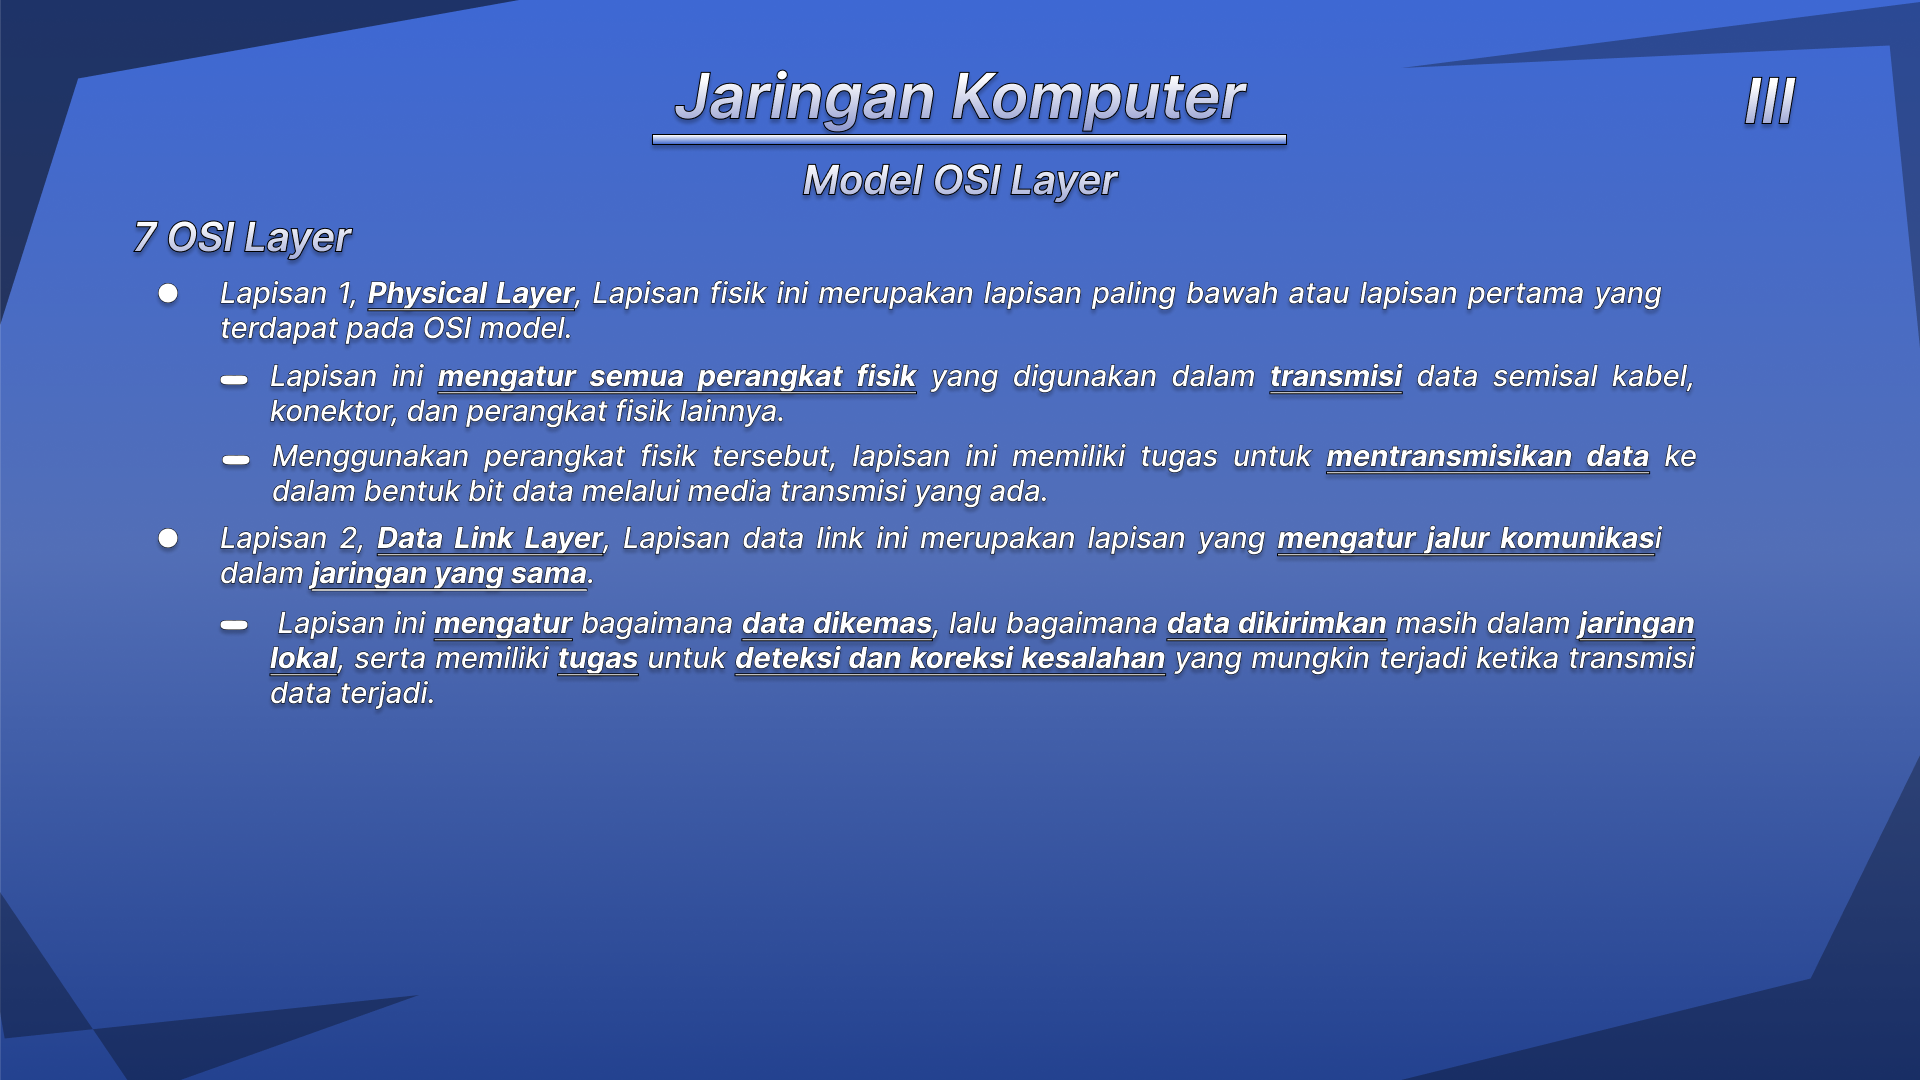 Jaringan Komputer
III
Model OSI Layer
7 OSI Layer
Lapisan 1, Physical Layer, Lapisan fisik ini merupakan lapisan paling bawah atau lapisan pertama yang
terdapat pada OSI model.
Lapisan ini mengatur semua perangkat fisik yang digunakan dalam transmisi data semisal kabel,
konektor, dan perangkat fisik lainnya.
Menggunakan perangkat fisik tersebut, lapisan ini memiliki tugas untuk mentransmisikan data ke
dalam bentuk bit data melalui media transmisi yang ada.
Lapisan 2, Data Link Layer, Lapisan data link ini merupakan lapisan yang mengatur jalur komunikasi
dalam jaringan yang sama.
Lapisan ini mengatur bagaimana data dikemas, lalu bagaimana data dikirimkan masih dalam jaringan
lokal, serta memiliki tugas untuk deteksi dan koreksi kesalahan yang mungkin terjadi ketika transmisi
data terjadi.